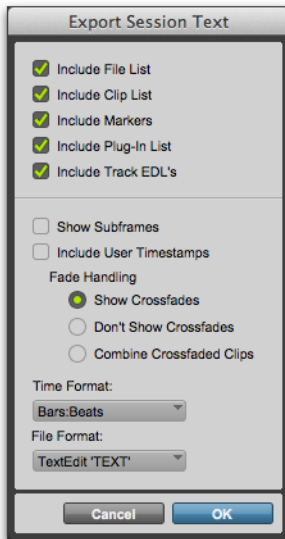 Export Session Text
Include File List
Include Clip List
Include Markers
Include Plug-In List
Include Track EDL's
Show Subframes
Include User Timestamps
Fade Handling
Show Crossfades
Don't Show Crossfades
Combine Crossfaded Clips
Time Format:
Bars:Beats
File Format:
TextEdit 'TEXT'
Cancel
OK